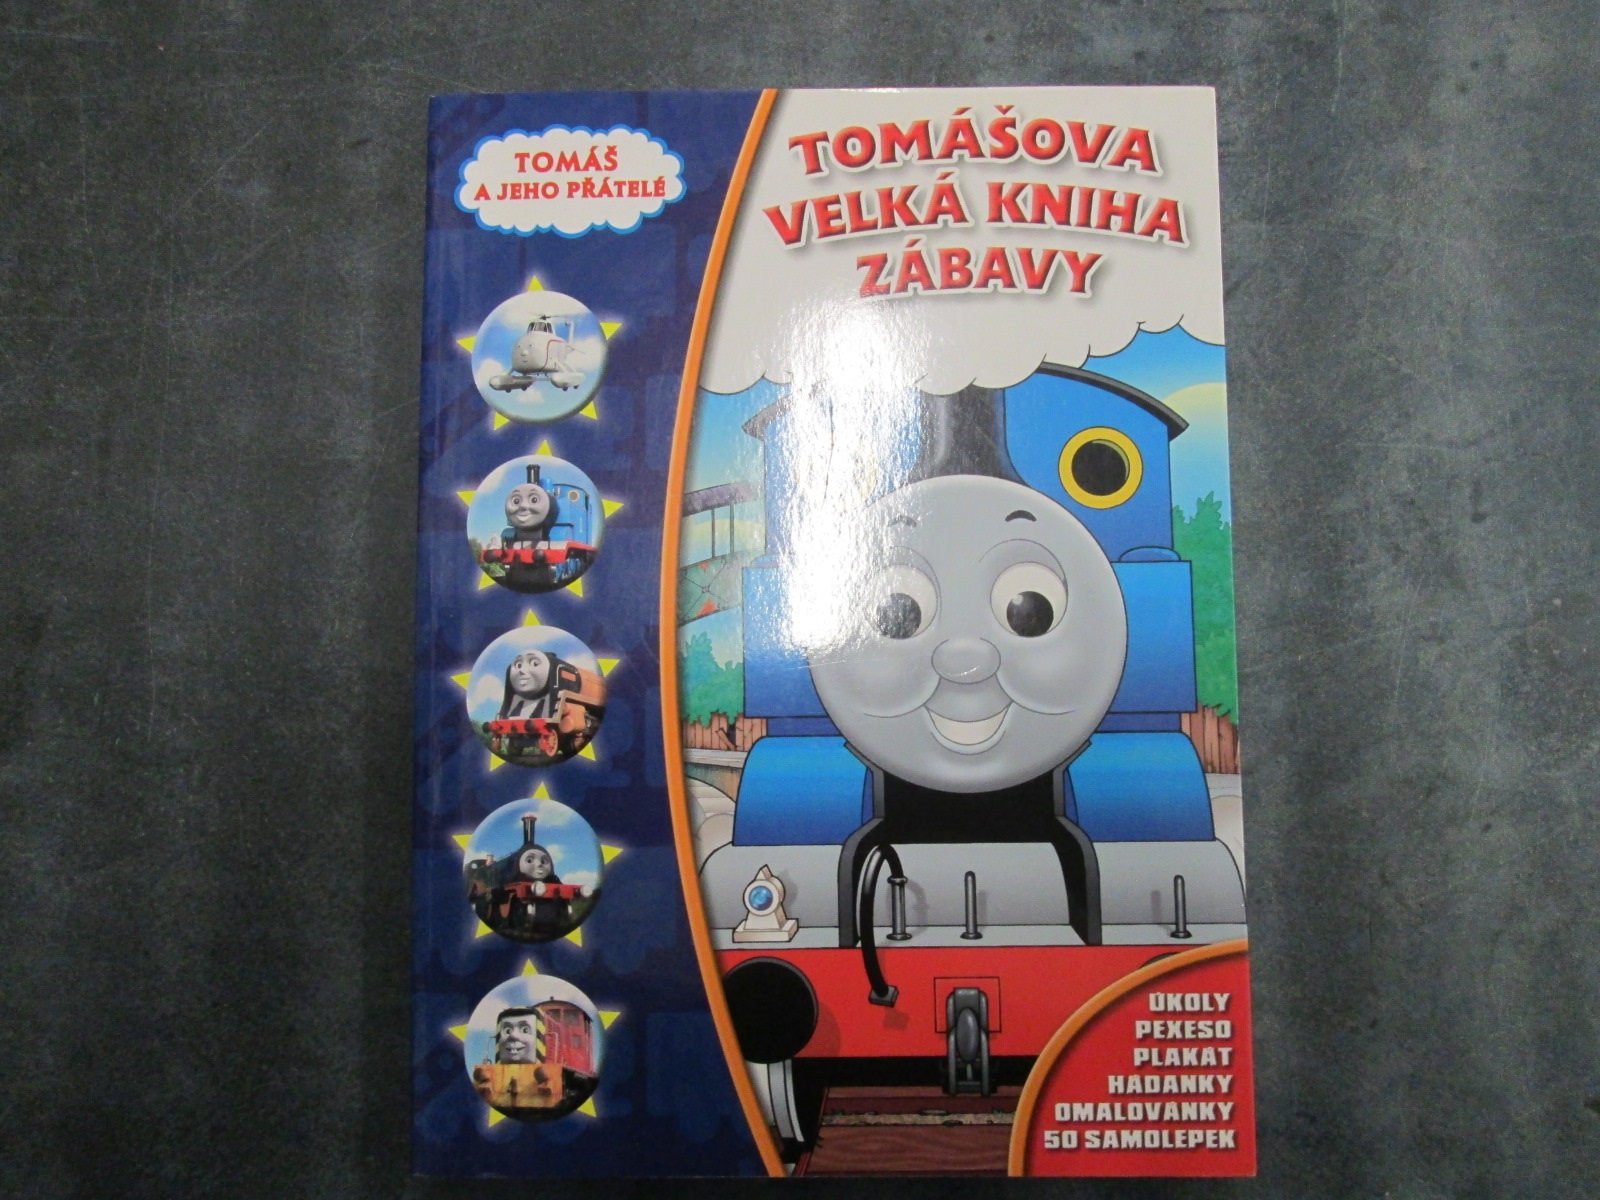 TOMÁŠ
A JEHO PŘÁTELÉ
TOMÁŠOVA
VELKÁ KNIHA
ZÁBAVY
ÚKOLY
PEXESO
PLAKÁT
HÁDANKY
OMALOVÁNKY
50 SAMOLEPEK